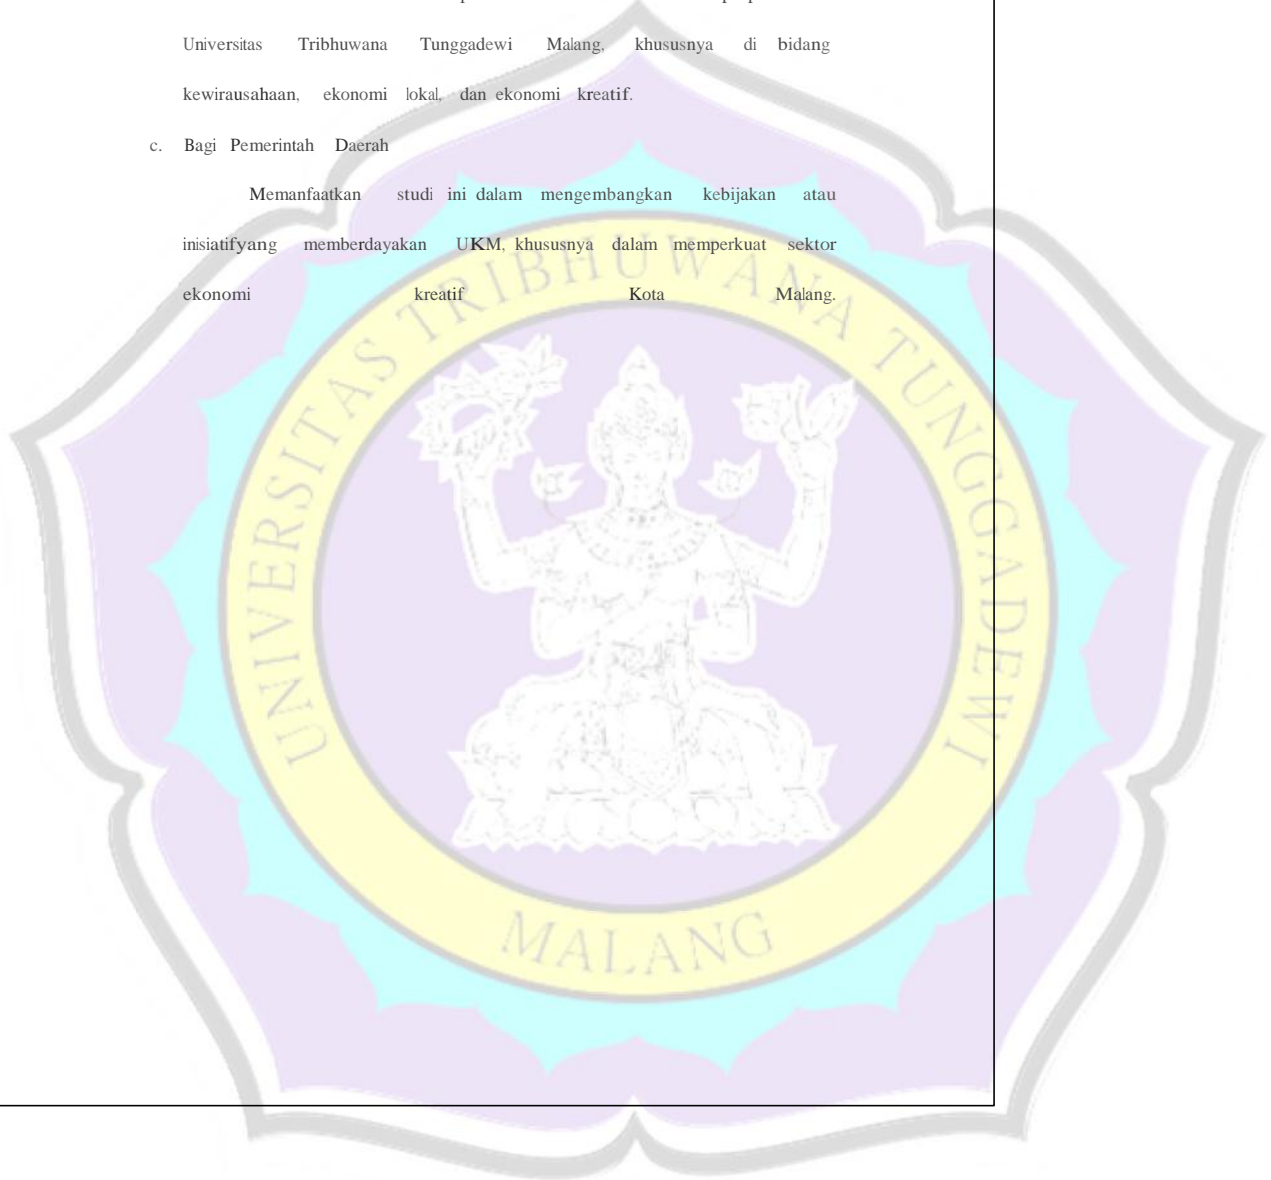 Universitas Tribhuwana Tunggadewi Malang, khususnya di bidang
kewirausahaan, ekonomi lokal, dan ekonomi kreatif.
c. Bagi Pemerintah Daerah
Memanfaatkan studi ini dalam mengembangkan kebijakan atau
inisiatifyang memberdayakan UKM, khususnya dalam memperkuat sektor
ekonomi kreatif Kota Malang.
UNIVERSITAS TRIBHUWANA TUNGGADEWI
MALANG